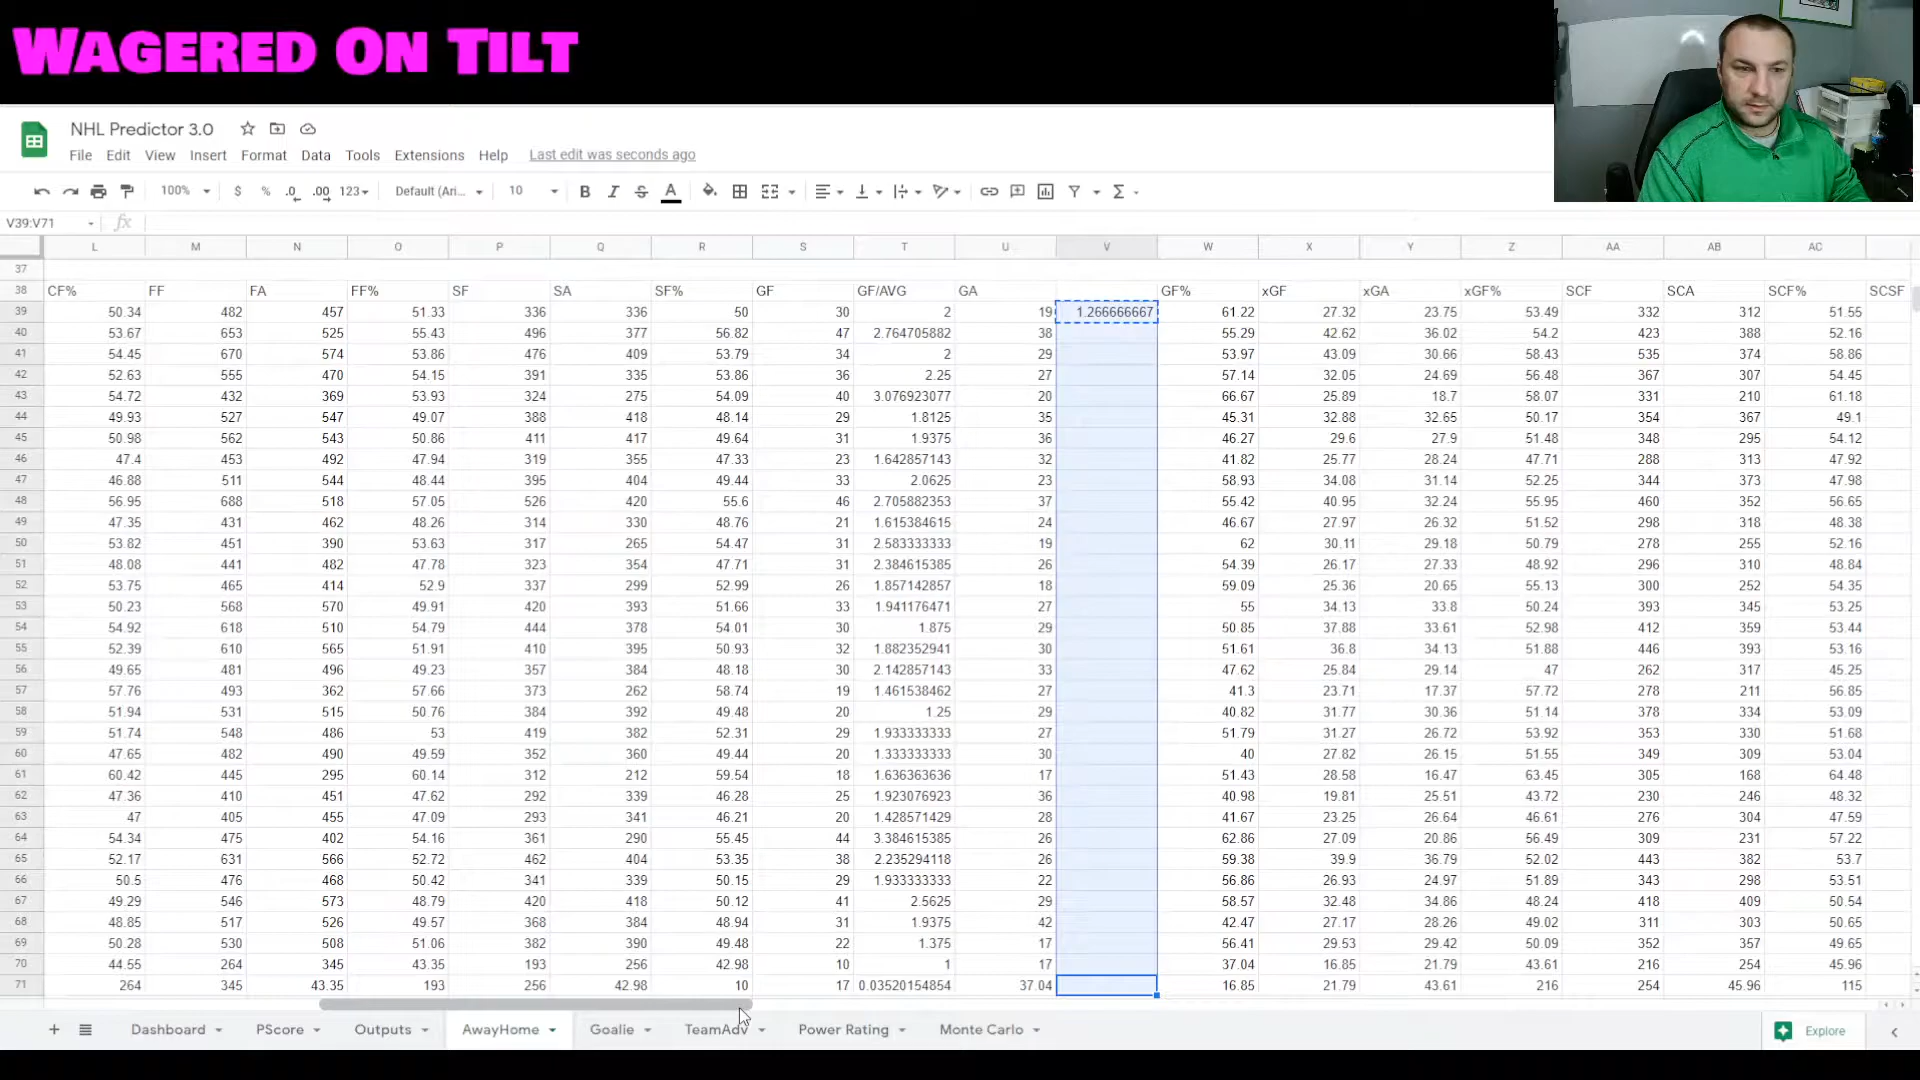 WAGERED ON TILT
NHL Predictor 3.0
File Edit View Insert Format Data Tools Extensions Help Last edit was seconds ago
100% $ % .0 .00 123 Default (Ari... 10 B I S A
V39:V71 fx
L M N O P Q R S T U V W X Y Z AA AB AC
37
38 CF% FF FA FF% SF SA SF% GF GF/AVG GA GF% xGF xGA xGF% SCF SCA SCF% SCSF
39 50.34 482 457 51.33 336 336 50 30 2 19 1.266666667 61.22 27.32 23.75 53.49 332 312 51.55
40 53.67 653 525 55.43 496 377 56.82 47 2.764705882 38 55.29 42.62 36.02 54.2 423 388 52.16
41 54.45 670 574 53.86 476 409 53.79 34 2 29 53.97 43.09 30.66 58.43 535 374 58.86
42 52.63 555 470 54.15 391 335 53.86 36 2.25 27 57.14 32.05 24.69 56.48 367 307 54.45
43 54.72 432 369 53.93 324 275 54.09 40 3.076923077 20 66.67 25.89 18.7 58.07 331 210 61.18
44 49.93 527 547 49.07 388 418 48.14 29 1.8125 35 45.31 32.88 32.65 50.17 354 367 49.1
45 50.98 562 543 50.86 411 417 49.64 31 1.9375 36 46.27 29.6 27.9 51.48 348 295 54.12
46 47.4 453 492 47.94 319 355 47.33 23 1.642857143 32 41.82 25.77 28.24 47.71 288 313 47.92
47 46.88 511 544 48.44 395 404 49.44 33 2.0625 23 58.93 34.08 31.14 52.25 344 373 47.98
48 56.95 688 518 57.05 526 420 55.6 46 2.705882353 37 55.42 40.95 32.24 55.95 460 352 56.65
49 47.35 431 462 48.26 314 330 48.76 21 1.615384615 24 46.67 27.97 26.32 51.52 298 318 48.38
50 53.82 451 390 53.63 317 265 54.47 31 2.583333333 19 62 30.11 29.18 50.79 278 255 52.16
51 48.08 441 482 47.78 323 354 47.71 31 2.384615385 26 54.39 26.17 27.33 48.92 296 310 48.84
52 53.75 465 414 52.9 337 299 52.99 26 1.857142857 18 59.09 25.36 20.65 55.13 300 252 54.35
53 50.23 568 570 49.91 420 393 51.66 33 1.941176471 27 55 34.13 33.8 50.24 393 345 53.25
54 54.92 618 510 54.79 444 378 54.01 30 1.875 29 50.85 37.88 33.61 52.98 412 359 53.44
55 52.39 610 565 51.91 410 395 50.93 32 1.882352941 30 51.61 36.8 34.13 51.88 446 393 53.16
56 49.65 481 496 49.23 357 384 48.18 30 2.142857143 33 47.62 25.84 29.14 47 262 317 45.25
57 57.76 493 362 57.66 373 262 58.74 19 1.461538462 27 41.3 23.71 17.37 57.72 278 211 56.85
58 51.94 531 515 50.76 384 392 49.48 20 1.25 29 40.82 31.77 30.36 51.14 378 334 53.09
59 51.74 548 486 53 419 382 52.31 29 1.933333333 27 51.79 31.27 26.72 53.92 353 330 51.68
60 47.65 482 490 49.59 352 360 49.44 20 1.333333333 30 40 27.82 26.15 51.55 349 309 53.04
61 60.42 445 295 60.14 312 212 59.54 18 1.636363636 17 51.43 28.58 16.47 63.45 305 168 64.48
62 47.36 410 451 47.62 292 339 46.28 25 1.923076923 36 40.98 19.81 25.51 43.72 230 246 48.32
63 47 405 455 47.09 293 341 46.21 20 1.428571429 28 41.67 23.25 26.64 46.61 276 304 47.59
64 54.34 475 402 54.16 361 290 55.45 44 3.384615385 26 62.86 27.09 20.86 56.49 309 231 57.22
65 52.17 631 566 52.72 462 404 53.35 38 2.235294118 26 59.38 39.9 36.79 52.02 443 382 53.7
66 50.5 476 468 50.42 341 339 50.15 29 1.933333333 22 56.86 26.93 24.97 51.89 343 298 53.51
67 49.29 546 573 48.79 420 418 50.12 41 2.5625 29 58.57 32.48 34.86 48.24 418 409 50.54
68 48.85 517 526 49.57 368 384 48.94 31 1.9375 42 42.47 27.17 28.26 49.02 311 303 50.65
69 50.28 530 508 51.06 382 390 49.48 22 1.375 17 56.41 29.53 29.42 50.09 352 357 49.65
70 44.55 264 345 43.35 193 256 42.98 10 1 17 37.04 16.85 21.79 43.61 216 254 45.96
71 264 345 43.35 193 256 42.98 10 17 0.03520154854 37.04 16.85 21.79 43.61 216 254 45.96 115
Dashboard PScore Outputs AwayHome Goalie TeamAdv Power Rating Monte Carlo Explore